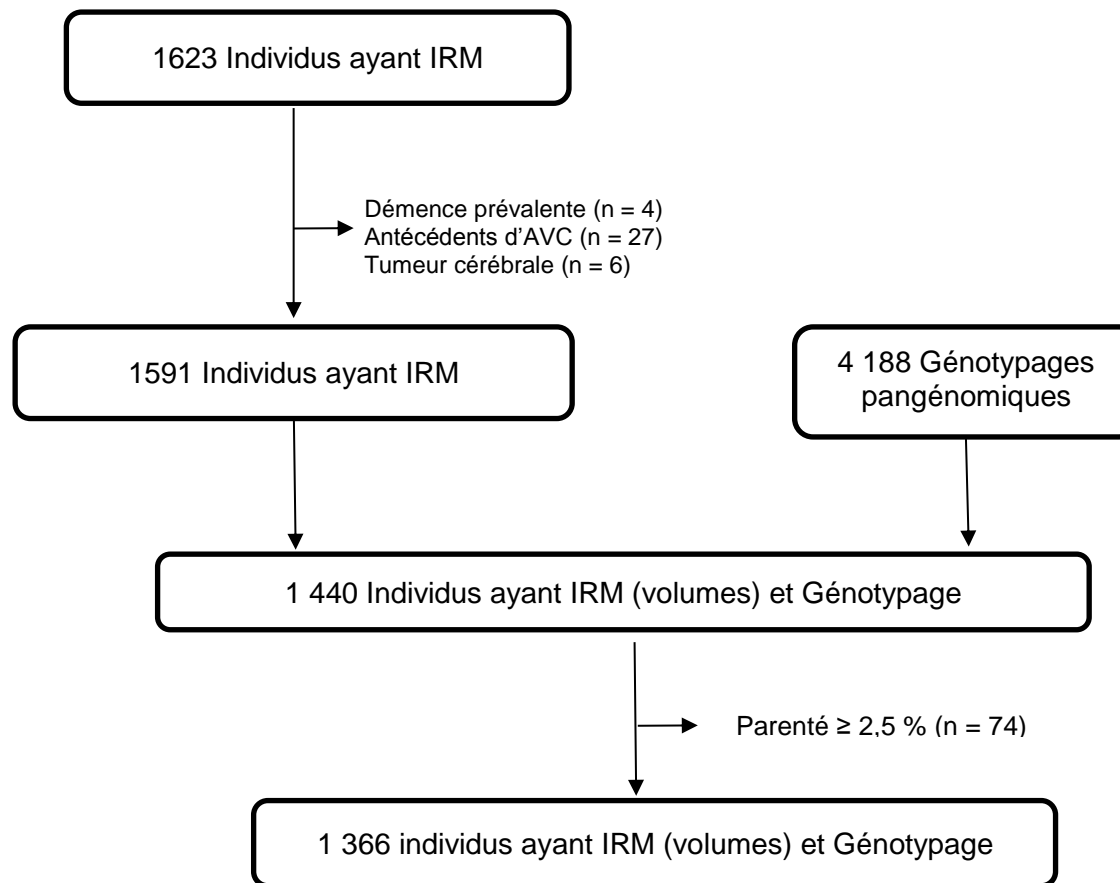 1623 Individus ayant IRM
Démence prévalente (n = 4)
Antécédents d'AVC (n = 27)
Tumeur cérébrale (n = 6)
1591 Individus ayant IRM
4 188 Génotypages
pangénomiques
1 440 Individus ayant IRM (volumes) et Génotypage
Parenté ≥ 2,5 % (n = 74)
1 366 individus ayant IRM (volumes) et Génotypage